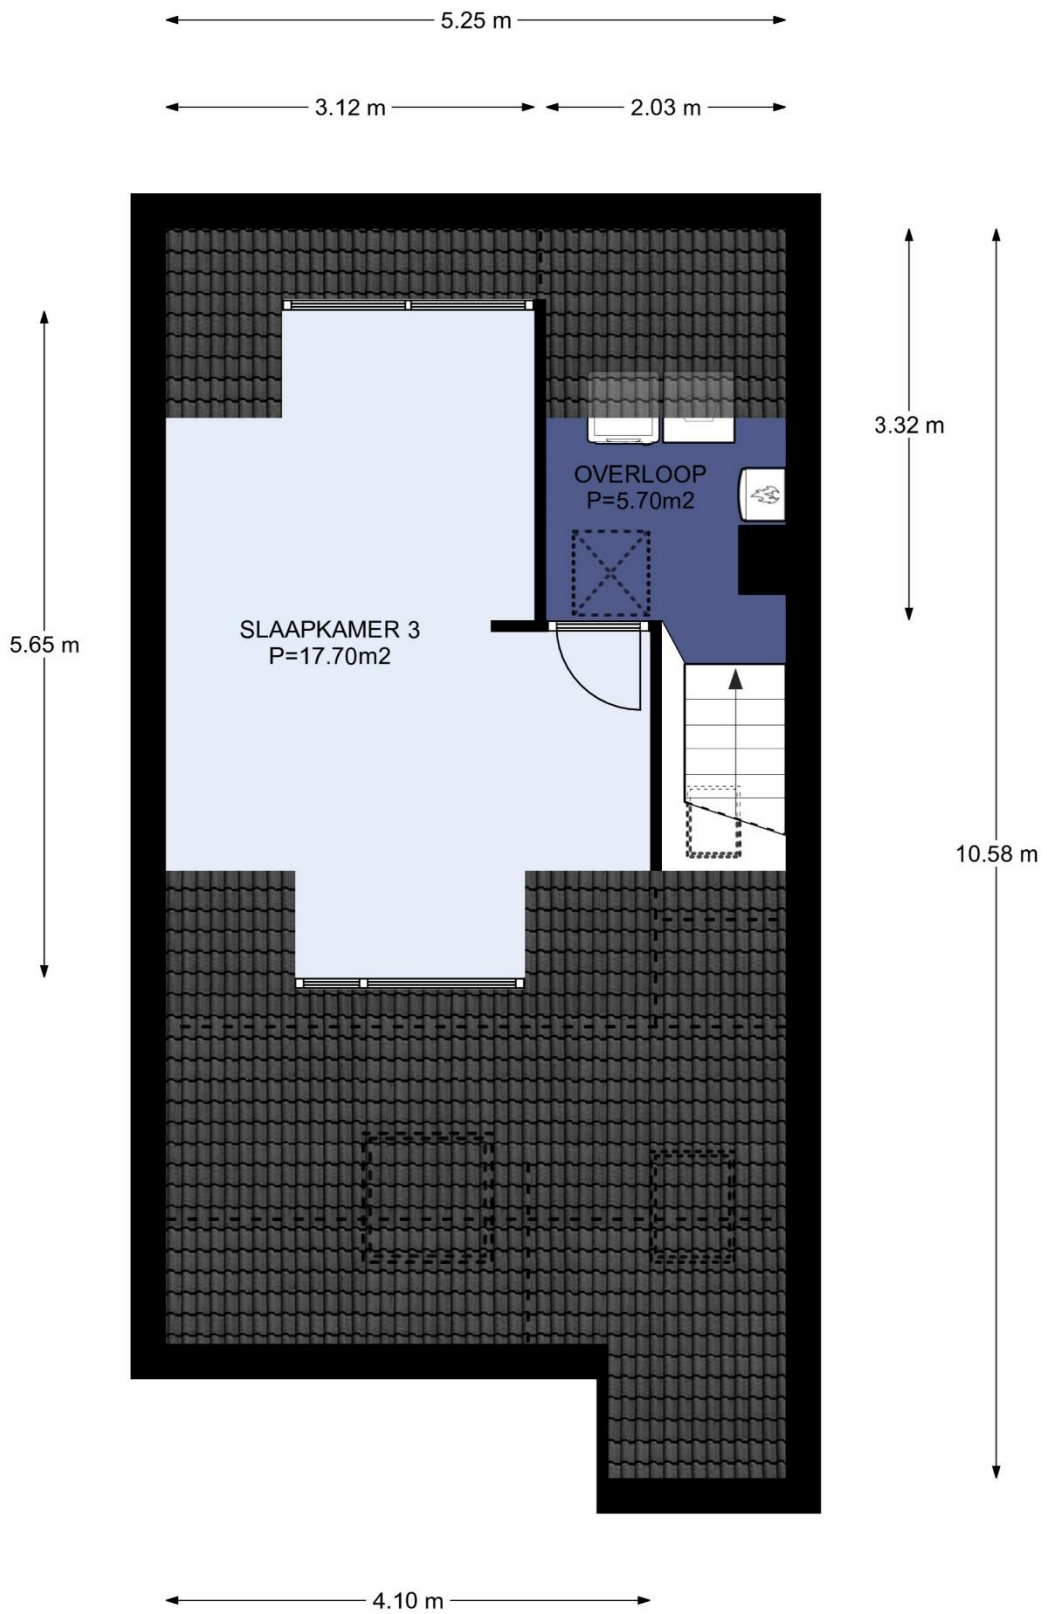 5.25 m
3.12 m
2.03 m
3.32 m
OVERLOOP
P=5.70m2
SLAAPKAMER 3
P=17.70m2
5.65 m
10.58 m
4.10 m